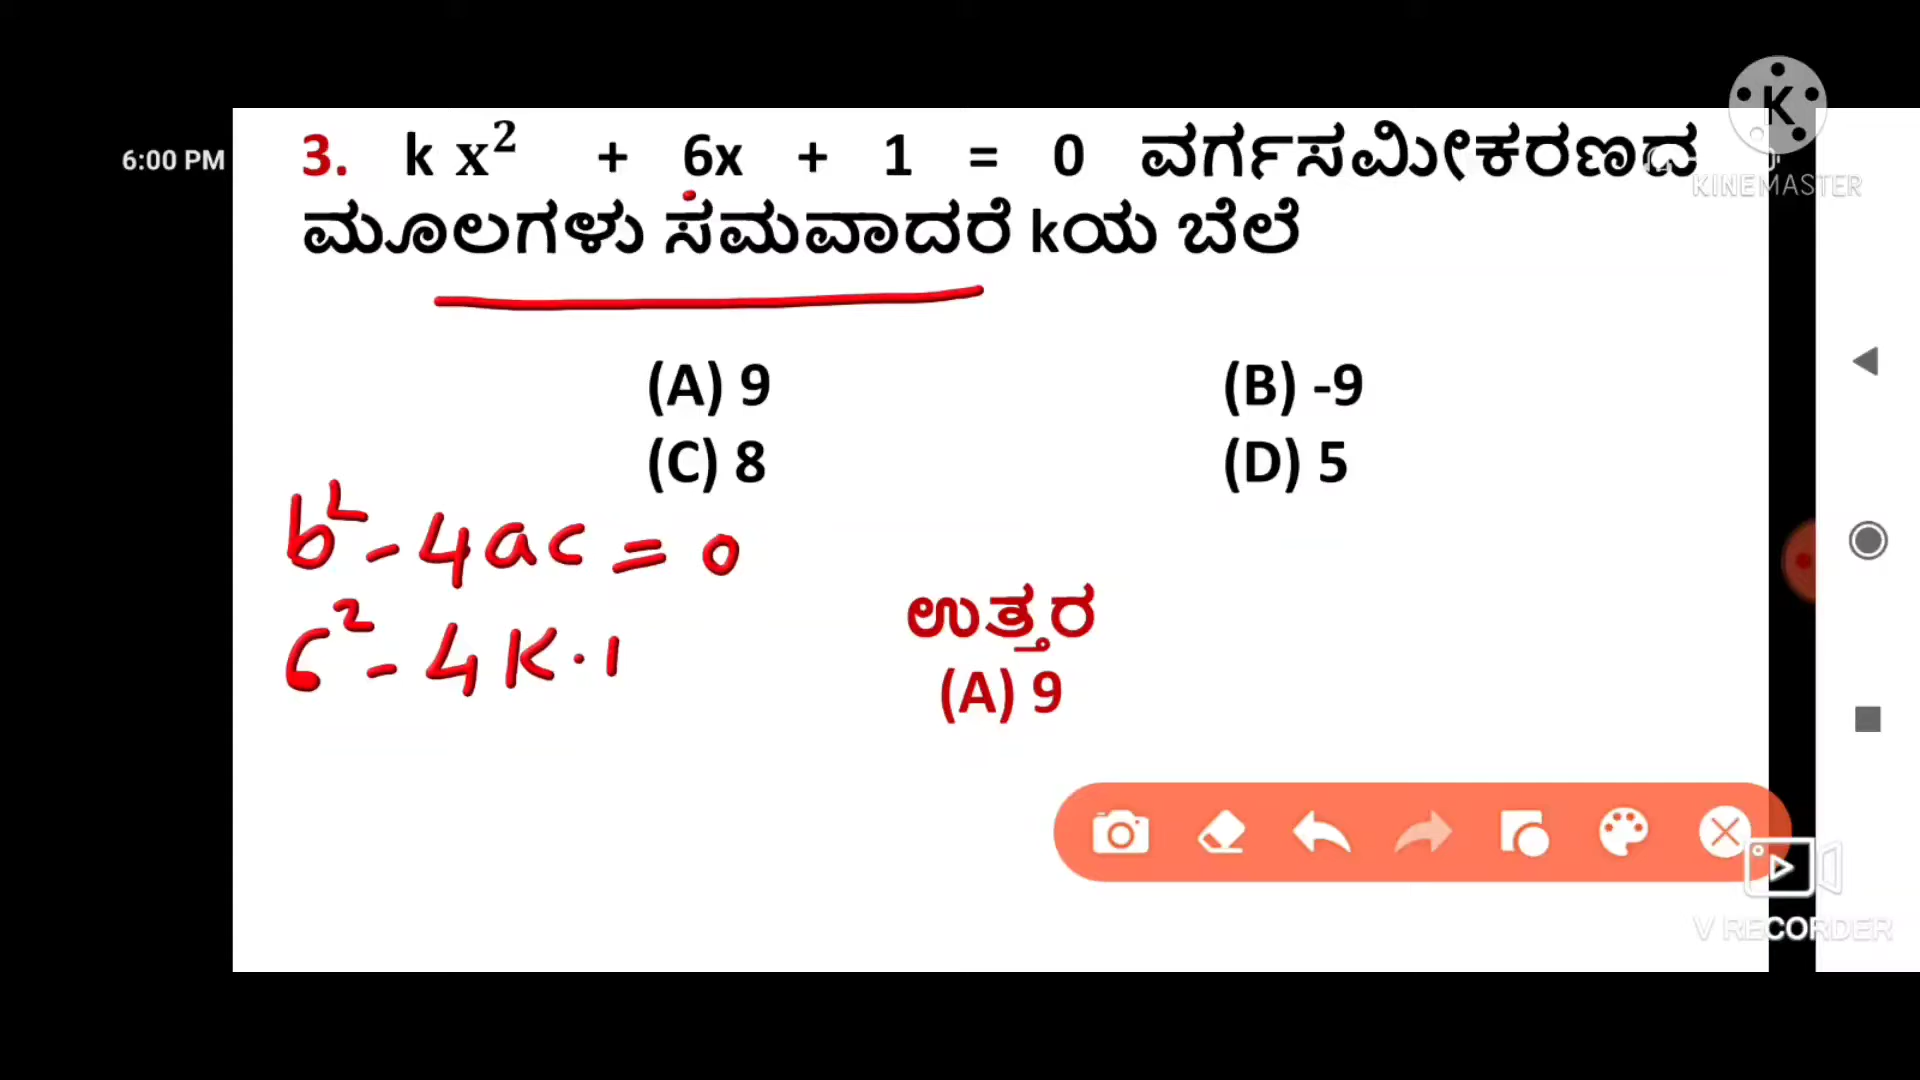 6:00 PM
3. k x² + 6x + 1 = 0 ವರ್ಗಸಮೀಕರಣದ
ಮೂಲಗಳು ಸಮವಾದರೆ kಯ ಬೆಲೆ
KINEMASTER
(A) 9 (B) -9
(C) 8 (D) 5
b² - 4ac = 0
6² - 4K·1
ಉತ್ತರ
(A) 9
V RECORDER